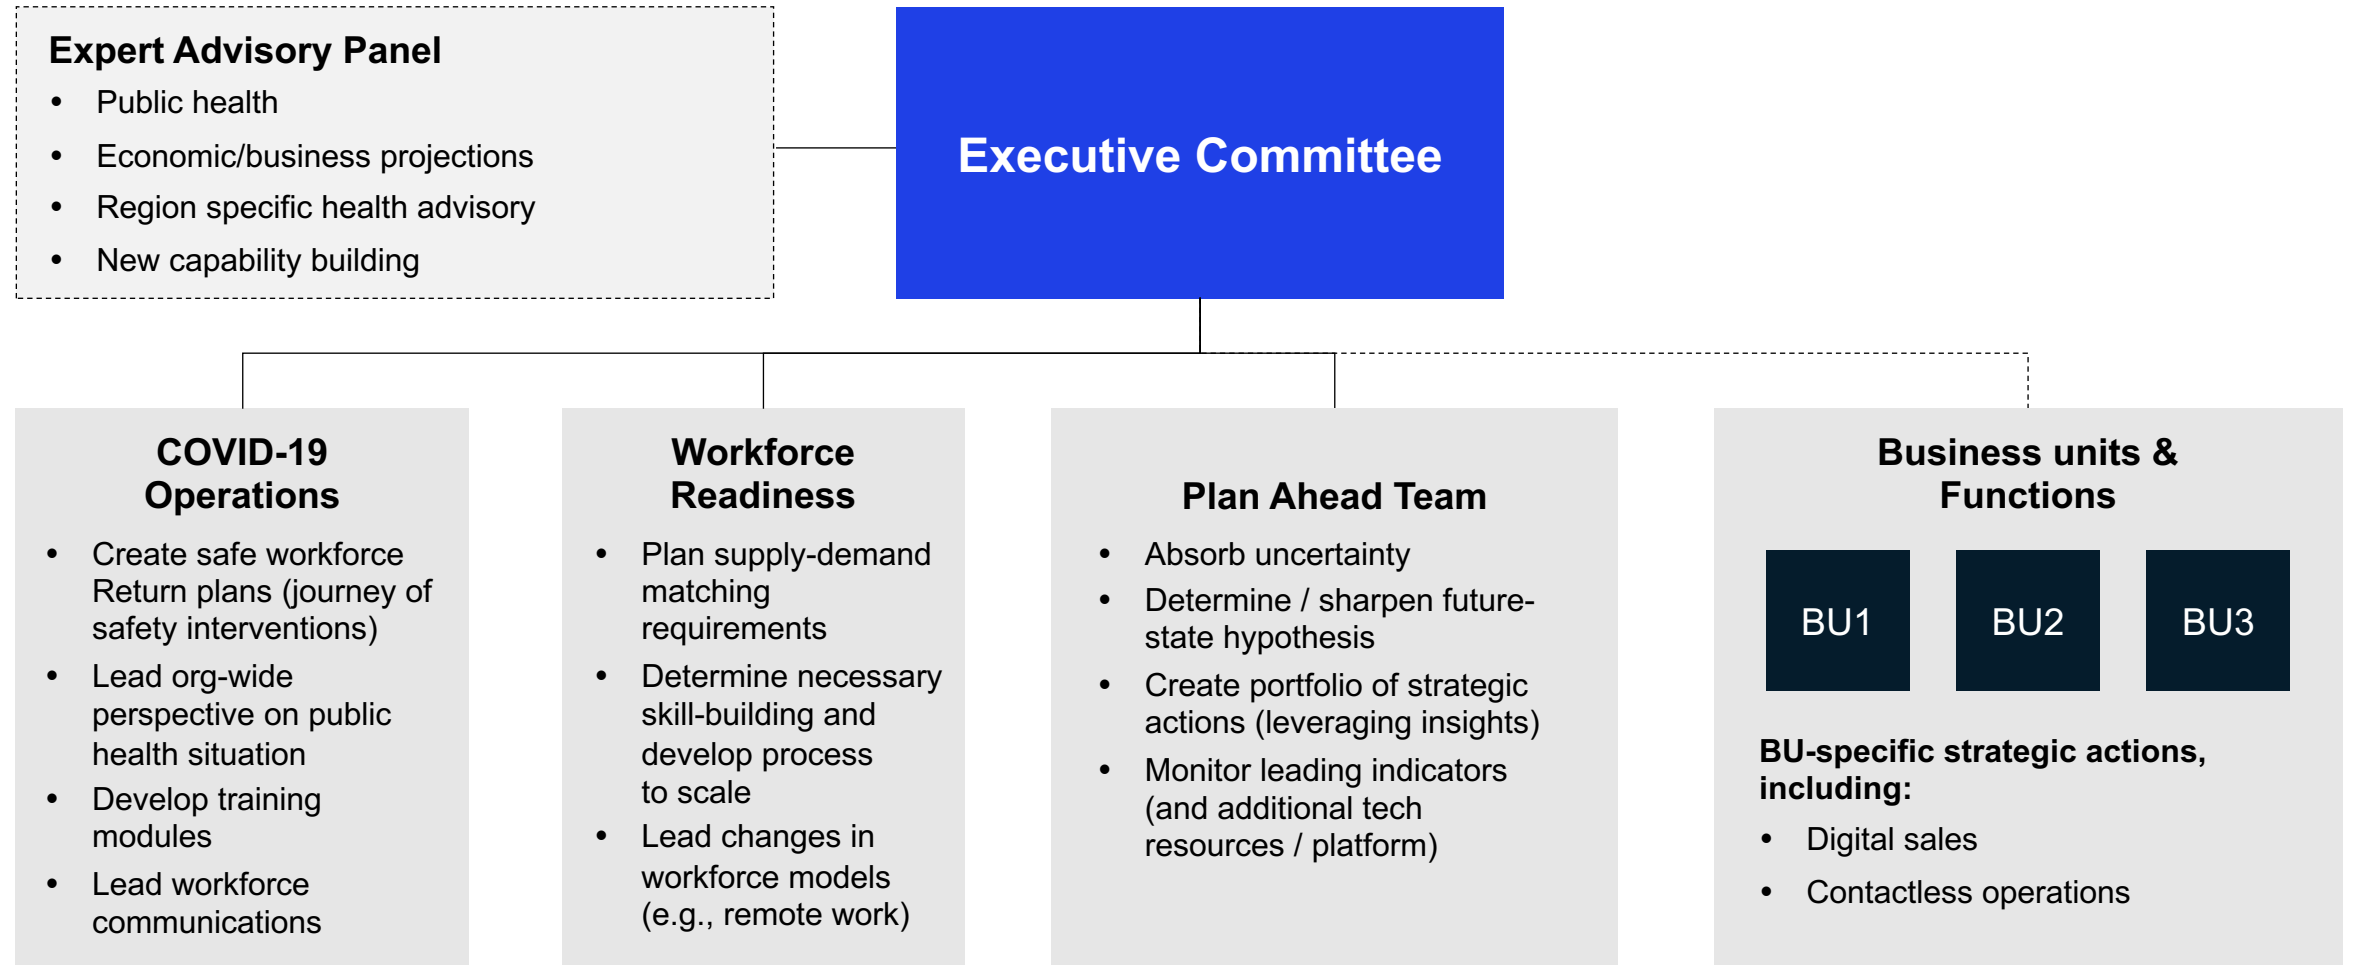 Expert Advisory Panel
• Public health
• Economic/business projections
• Region specific health advisory
• New capability building
Executive Committee
COVID-19
Operations
• Create safe workforce
Return plans (journey of
safety interventions)
• Lead org-wide
perspective on public
health situation
• Develop training
modules
• Lead workforce
communications
Workforce
Readiness
• Plan supply-demand
matching
requirements
• Determine necessary
skill-building and
develop process
to scale
• Lead changes in
workforce models
(e.g., remote work)
Plan Ahead Team
• Absorb uncertainty
• Determine / sharpen future-
state hypothesis
• Create portfolio of strategic
actions (leveraging insights)
• Monitor leading indicators
(and additional tech
resources / platform)
Business units &
Functions
BU1
BU2
BU3
BU-specific strategic actions,
including:
• Digital sales
• Contactless operations